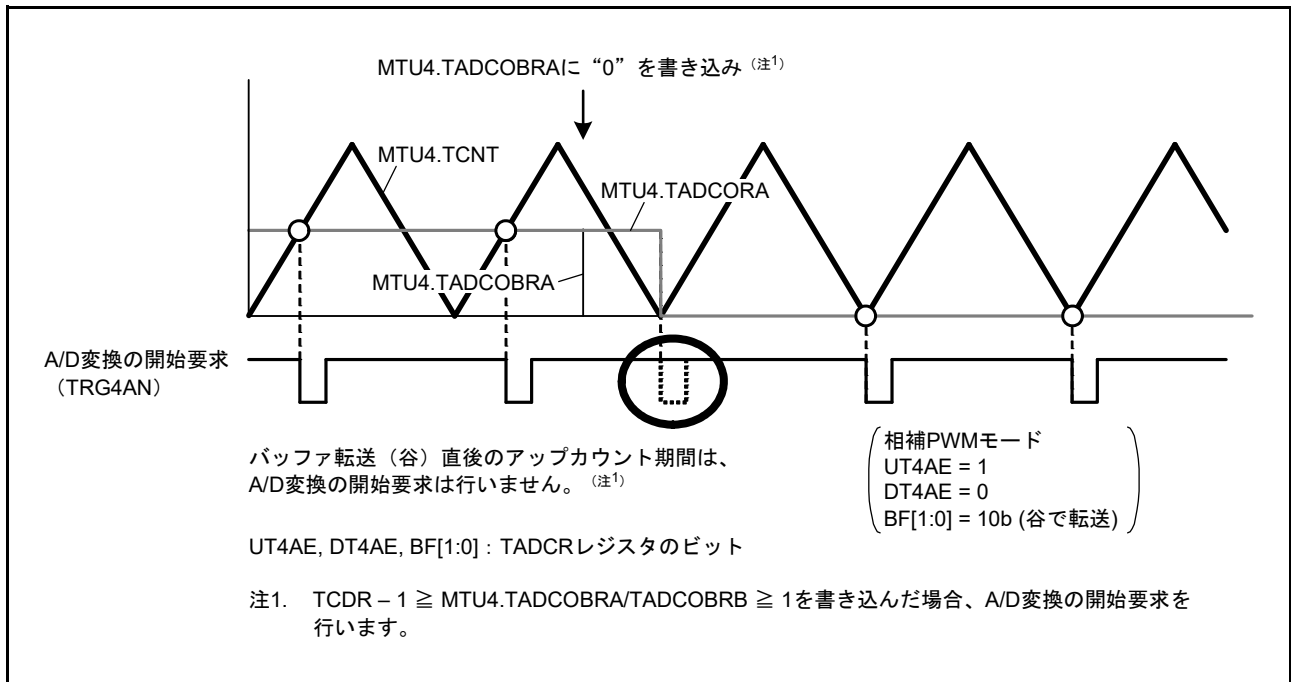 MTU4.TADCOBRAに“0”を書き込み（注1）
MTU4.TCNT
MTU4.TADCORA
MTU4.TADCOBRA
A/D変換の開始要求
（TRG4AN）
バッファ転送（谷）直後のアップカウント期間は、
A/D変換の開始要求は行いません。（注1）
相補PWMモード
UT4AE = 1
DT4AE = 0
BF[1:0] = 10b (谷で転送)
UT4AE, DT4AE, BF[1:0]：TADCRレジスタのビット
注1. TCDR – 1 ≧ MTU4.TADCOBRA/TADCOBRB ≧ 1を書き込んだ場合、A/D変換の開始要求を
行います。